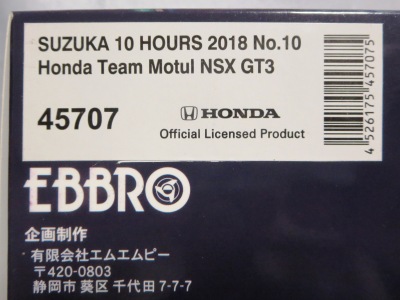 SUZUKA 10 HOURS 2018 No.10
Honda Team Motul NSX GT3
45707
HONDA
Official Licensed Product
4 526175 457075
EBBRO
企画制作
有限会社エムエムピー
〒420-0803
静岡市 葵区 千代田 7-7-7